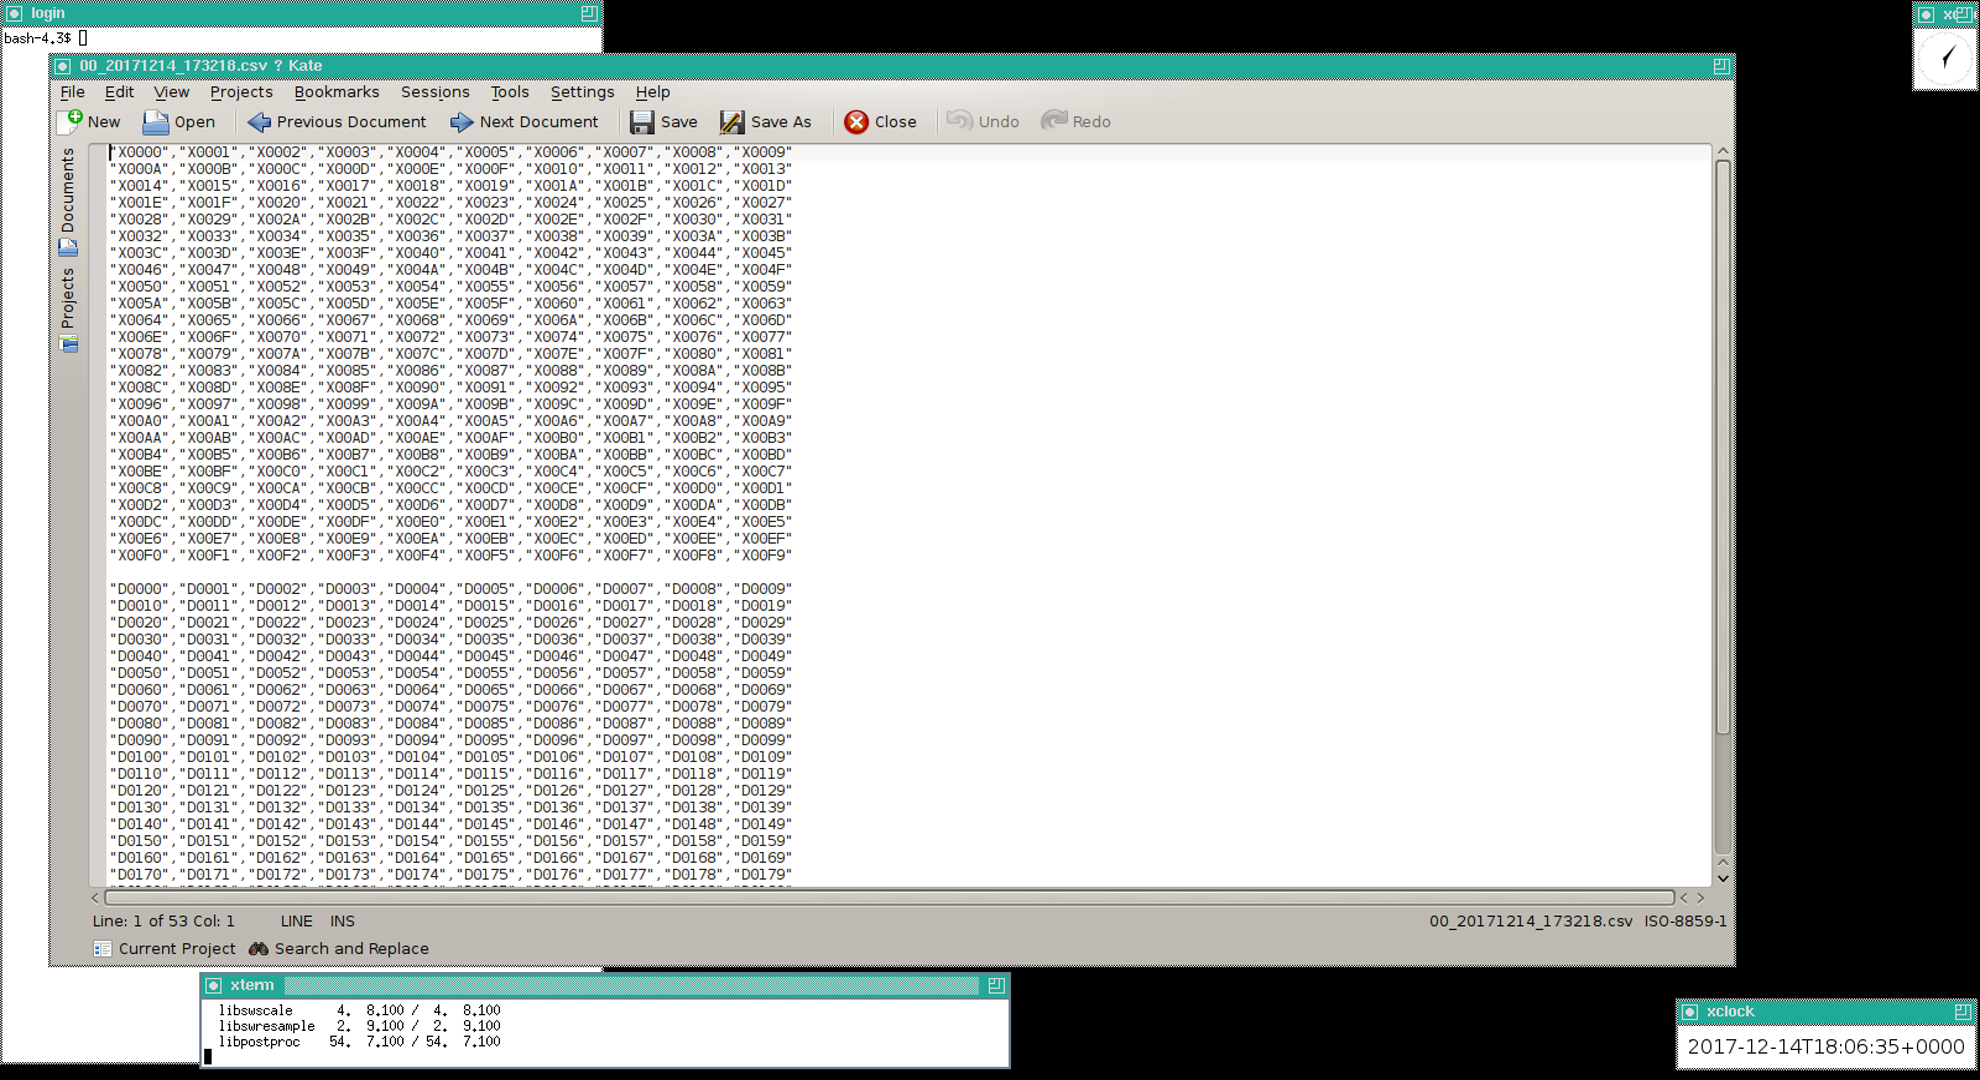 login
bash-4.3$
xc
00_20171214_173218.csv ? Kate
File Edit View Projects Bookmarks Sessions Tools Settings Help
New Open Previous Document Next Document Save Save As Close Undo Redo
Documents
Projects
"X0000","X0001","X0002","X0003","X0004","X0005","X0006","X0007","X0008","X0009"
"X000A","X000B","X000C","X000D","X000E","X000F","X0010","X0011","X0012","X0013"
"X0014","X0015","X0016","X0017","X0018","X0019","X001A","X001B","X001C","X001D"
"X001E","X001F","X0020","X0021","X0022","X0023","X0024","X0025","X0026","X0027"
"X0028","X0029","X002A","X002B","X002C","X002D","X002E","X002F","X0030","X0031"
"X0032","X0033","X0034","X0035","X0036","X0037","X0038","X0039","X003A","X003B"
"X003C","X003D","X003E","X003F","X0040","X0041","X0042","X0043","X0044","X0045"
"X0046","X0047","X0048","X0049","X004A","X004B","X004C","X004D","X004E","X004F"
"X0050","X0051","X0052","X0053","X0054","X0055","X0056","X0057","X0058","X0059"
"X005A","X005B","X005C","X005D","X005E","X005F","X0060","X0061","X0062","X0063"
"X0064","X0065","X0066","X0067","X0068","X0069","X006A","X006B","X006C","X006D"
"X006E","X006F","X0070","X0071","X0072","X0073","X0074","X0075","X0076","X0077"
"X0078","X0079","X007A","X007B","X007C","X007D","X007E","X007F","X0080","X0081"
"X0082","X0083","X0084","X0085","X0086","X0087","X0088","X0089","X008A","X008B"
"X008C","X008D","X008E","X008F","X0090","X0091","X0092","X0093","X0094","X0095"
"X0096","X0097","X0098","X0099","X009A","X009B","X009C","X009D","X009E","X009F"
"X00A0","X00A1","X00A2","X00A3","X00A4","X00A5","X00A6","X00A7","X00A8","X00A9"
"X00AA","X00AB","X00AC","X00AD","X00AE","X00AF","X00B0","X00B1","X00B2","X00B3"
"X00B4","X00B5","X00B6","X00B7","X00B8","X00B9","X00BA","X00BB","X00BC","X00BD"
"X00BE","X00BF","X00C0","X00C1","X00C2","X00C3","X00C4","X00C5","X00C6","X00C7"
"X00C8","X00C9","X00CA","X00CB","X00CC","X00CD","X00CE","X00CF","X00D0","X00D1"
"X00D2","X00D3","X00D4","X00D5","X00D6","X00D7","X00D8","X00D9","X00DA","X00DB"
"X00DC","X00DD","X00DE","X00DF","X00E0","X00E1","X00E2","X00E3","X00E4","X00E5"
"X00E6","X00E7","X00E8","X00E9","X00EA","X00EB","X00EC","X00ED","X00EE","X00EF"
"X00F0","X00F1","X00F2","X00F3","X00F4","X00F5","X00F6","X00F7","X00F8","X00F9"
"D0000","D0001","D0002","D0003","D0004","D0005","D0006","D0007","D0008","D0009"
"D0010","D0011","D0012","D0013","D0014","D0015","D0016","D0017","D0018","D0019"
"D0020","D0021","D0022","D0023","D0024","D0025","D0026","D0027","D0028","D0029"
"D0030","D0031","D0032","D0033","D0034","D0035","D0036","D0037","D0038","D0039"
"D0040","D0041","D0042","D0043","D0044","D0045","D0046","D0047","D0048","D0049"
"D0050","D0051","D0052","D0053","D0054","D0055","D0056","D0057","D0058","D0059"
"D0060","D0061","D0062","D0063","D0064","D0065","D0066","D0067","D0068","D0069"
"D0070","D0071","D0072","D0073","D0074","D0075","D0076","D0077","D0078","D0079"
"D0080","D0081","D0082","D0083","D0084","D0085","D0086","D0087","D0088","D0089"
"D0090","D0091","D0092","D0093","D0094","D0095","D0096","D0097","D0098","D0099"
"D0100","D0101","D0102","D0103","D0104","D0105","D0106","D0107","D0108","D0109"
"D0110","D0111","D0112","D0113","D0114","D0115","D0116","D0117","D0118","D0119"
"D0120","D0121","D0122","D0123","D0124","D0125","D0126","D0127","D0128","D0129"
"D0130","D0131","D0132","D0133","D0134","D0135","D0136","D0137","D0138","D0139"
"D0140","D0141","D0142","D0143","D0144","D0145","D0146","D0147","D0148","D0149"
"D0150","D0151","D0152","D0153","D0154","D0155","D0156","D0157","D0158","D0159"
"D0160","D0161","D0162","D0163","D0164","D0165","D0166","D0167","D0168","D0169"
"D0170","D0171","D0172","D0173","D0174","D0175","D0176","D0177","D0178","D0179"
Line: 1 of 53 Col: 1 LINE INS 00_20171214_173218.csv ISO-8859-1
Current Project Search and Replace
xterm
libswscale 4. 8.100 / 4. 8.100
libswresample 2. 9.100 / 2. 9.100
libpostproc 54. 7.100 / 54. 7.100
xclock
2017-12-14T18:06:35+0000